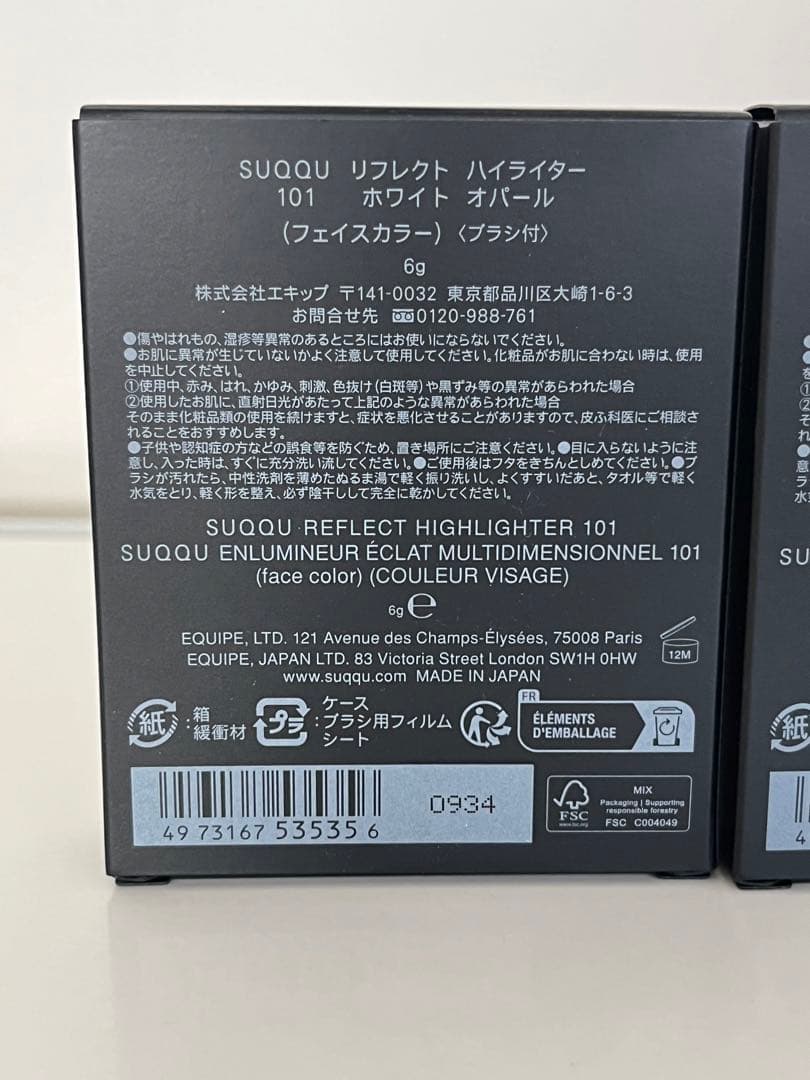 SUQQU リフレクト ハイライター
101 ホワイト オパール
(フェイスカラー)〈ブラシ付〉
6g
株式会社エキップ 〒141-0032 東京都品川区大崎1-6-3
お問合せ先 0120-988-761
●傷やはれもの、湿疹等異常のあるところにはお使いにならないでください。
●お肌に異常が生じていないかよく注意して使用してください。化粧品がお肌に合わない時は、使用
を中止してください。
①使用中、赤み、はれ、かゆみ、刺激、色抜け(白斑等)や黒ずみ等の異常があらわれた場合
②使用したお肌に、直射日光があたって上記のような異常があらわれた場合
そのまま化粧品類の使用を続けますと、症状を悪化させることがありますので、皮ふ科医にご相談さ
れることをおすすめします。
●子供や認知症の方などの誤食等を防ぐため、置き場所にご注意ください。●目に入らないように注
意し、入った時は、すぐに充分洗い流してください。●ご使用後はフタをきちんとしめてください。●ブ
ラシが汚れたら、中性洗剤を薄めたぬるま湯で軽く振り洗いし、よくすすいだあと、タオル等で軽く
水気をとり、軽く形を整え、必ず陰干しして完全に乾かしてください。
SUQQU REFLECT HIGHLIGHTER 101
SUQQU ENLUMINEUR ÉCLAT MULTIDIMENSIONNEL 101
(face color) (COULEUR VISAGE)
6g ℮
EQUIPE, LTD. 121 Avenue des Champs-Élysées, 75008 Paris
EQUIPE, JAPAN LTD. 83 Victoria Street London SW1H 0HW
www.suqqu.com MADE IN JAPAN
12M
紙 :箱
緩衝材
プラ :ケース
ブラシ用フィルム
シート
FR
ÉLÉMENTS
D'EMBALLAGE
4973167535356
0934
FSC
www.fsc.org
MIX
Packaging | Supporting
responsible forestry
FSC C004049
SU
紙
4